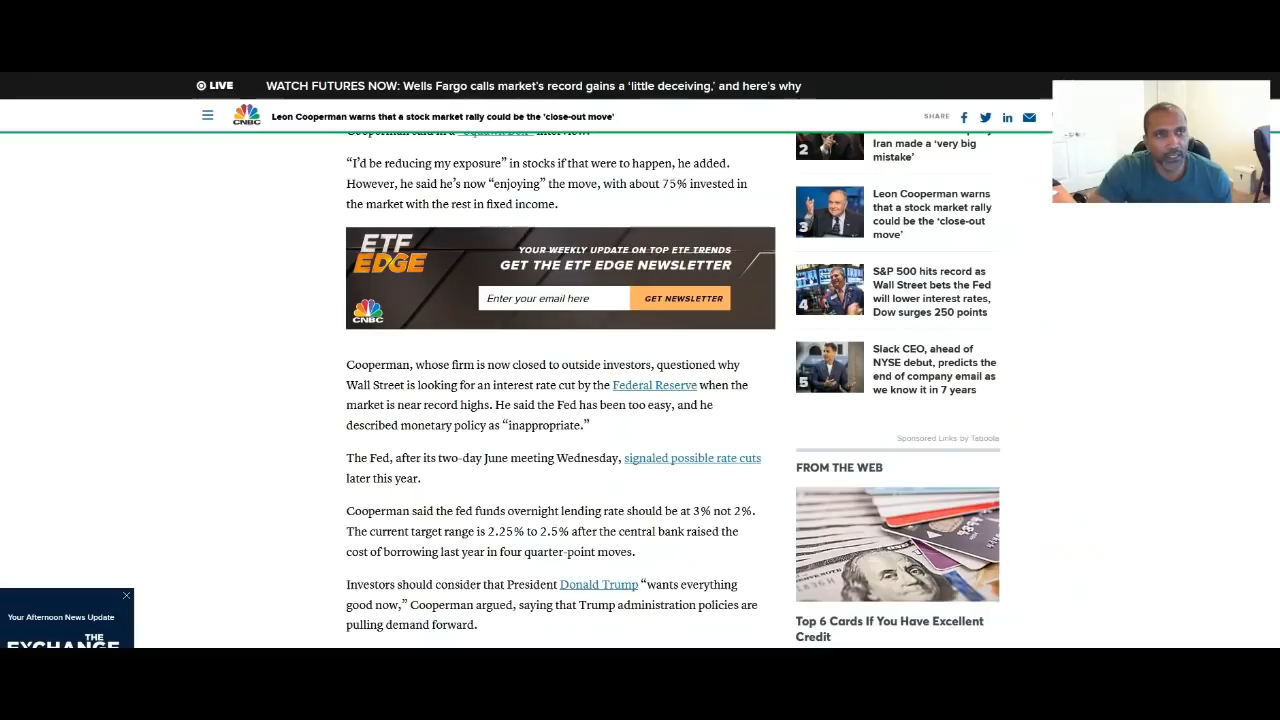 LIVE
WATCH FUTURES NOW: Wells Fargo calls market's record gains a 'little deceiving,' and here's why
CNBC
Leon Cooperman warns that a stock market rally could be the 'close-out move'
SHARE
"I'd be reducing my exposure" in stocks if that were to happen, he added.
However, he said he's now "enjoying" the move, with about 75% invested in
the market with the rest in fixed income.
ETF
EDGE
CNBC
YOUR WEEKLY UPDATE ON TOP ETF TRENDS
GET THE ETF EDGE NEWSLETTER
Enter your email here
GET NEWSLETTER
Cooperman, whose firm is now closed to outside investors, questioned why
Wall Street is looking for an interest rate cut by the Federal Reserve when the
market is near record highs. He said the Fed has been too easy, and he
described monetary policy as "inappropriate."
The Fed, after its two-day June meeting Wednesday, signaled possible rate cuts
later this year.
Cooperman said the fed funds overnight lending rate should be at 3% not 2%.
The current target range is 2.25% to 2.5% after the central bank raised the
cost of borrowing last year in four quarter-point moves.
Investors should consider that President Donald Trump "wants everything
good now," Cooperman argued, saying that Trump administration policies are
pulling demand forward.
2
Iran made a 'very big
mistake'
3
Leon Cooperman warns
that a stock market rally
could be the 'close-out
move'
4
S&P 500 hits record as
Wall Street bets the Fed
will lower interest rates,
Dow surges 250 points
5
Slack CEO, ahead of
NYSE debut, predicts the
end of company email as
we know it in 7 years
Sponsored Links by Taboola
FROM THE WEB
Top 6 Cards If You Have Excellent
Credit
Your Afternoon News Update
THE
EXCHANGE